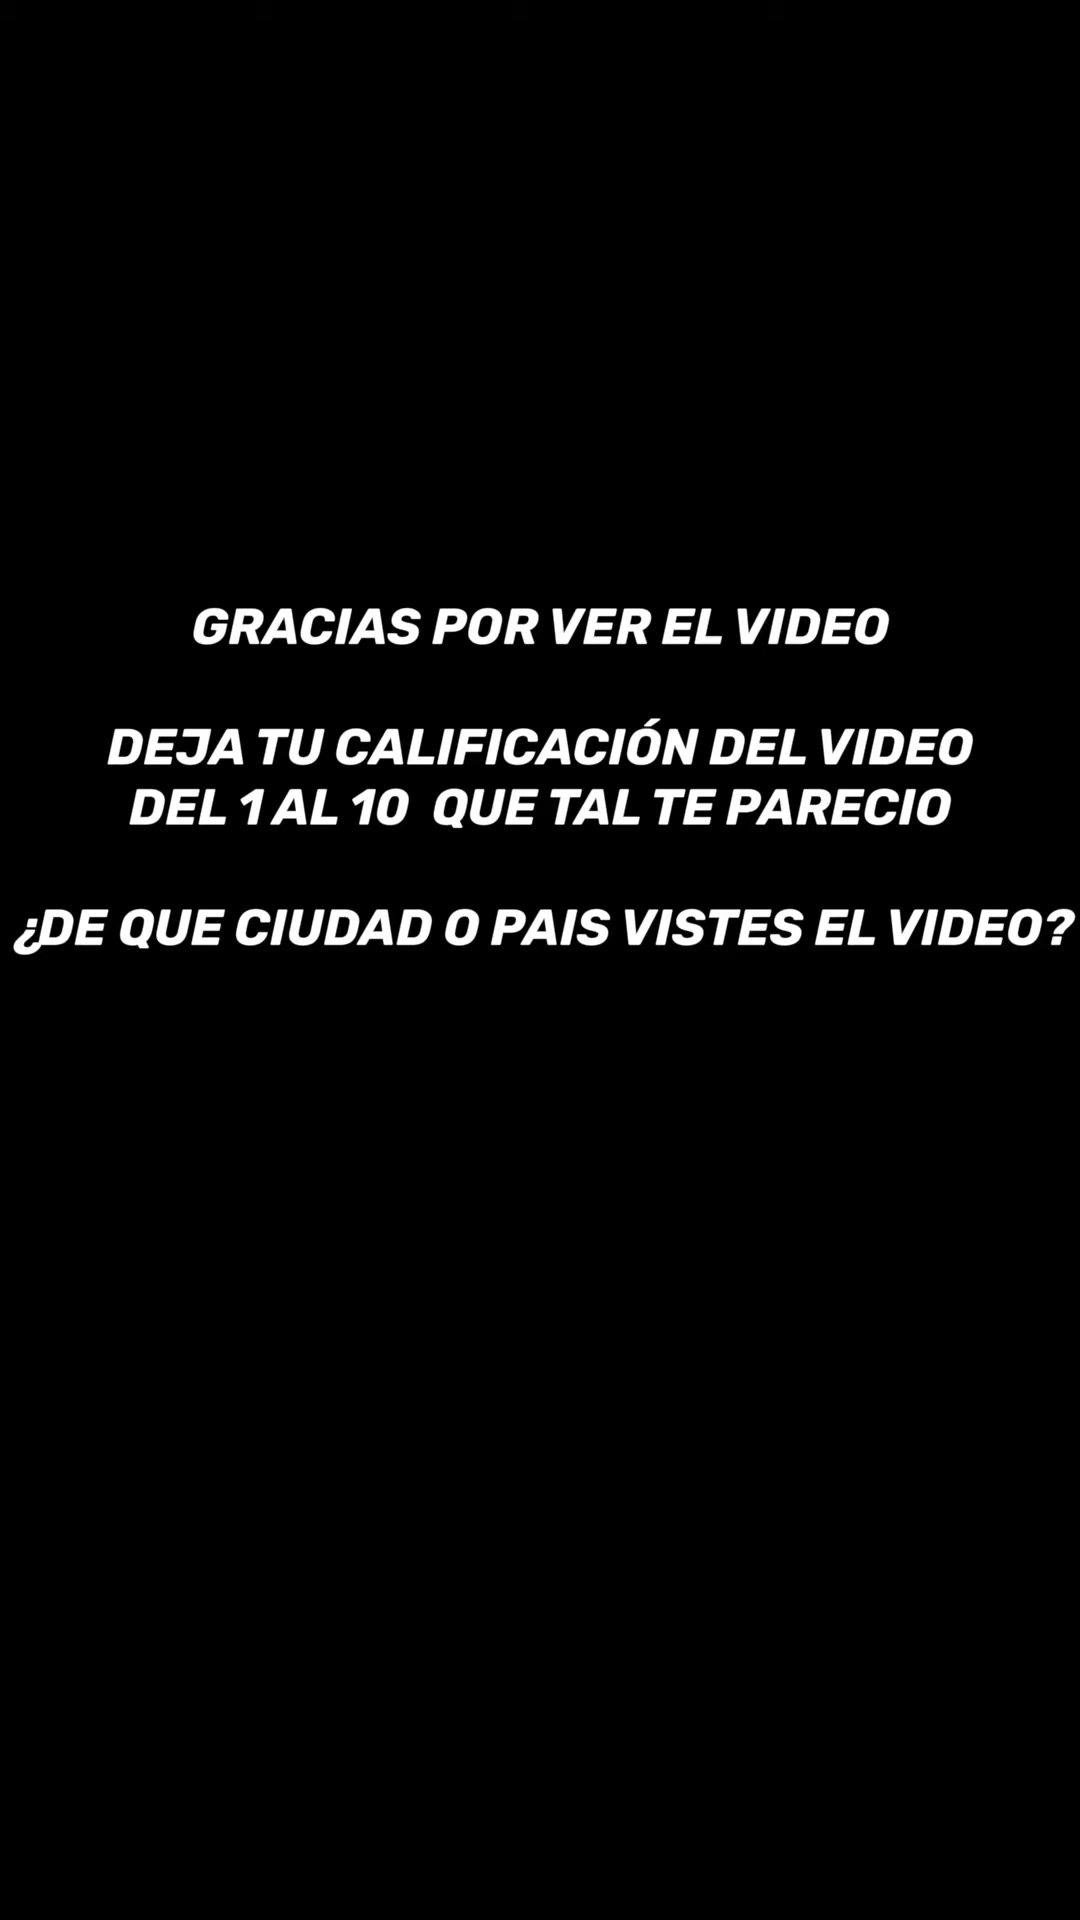 GRACIAS POR VER EL VIDEO
DEJA TU CALIFICACIÓN DEL VIDEO
DEL 1 AL 10 QUE TAL TE PARECIO
¿DE QUE CIUDAD O PAIS VISTES EL VIDEO?